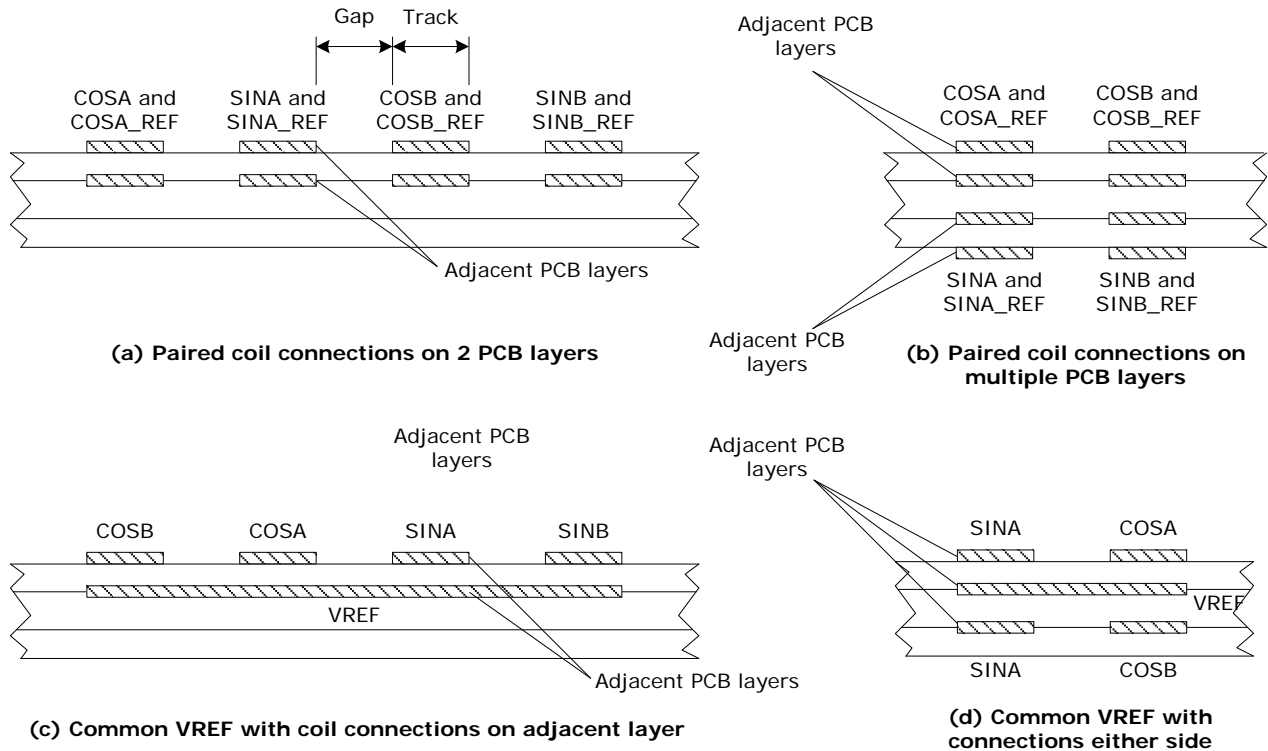 Gap
Track
COSA and
COSA_REF
SINA and
SINA_REF
COSB and
COSB_REF
SINB and
SINB_REF
Adjacent PCB layers
(a) Paired coil connections on 2 PCB layers
Adjacent PCB
layers
COSA and
COSA_REF
COSB and
COSB_REF
SINA and
SINA_REF
SINB and
SINB_REF
Adjacent PCB
layers
(b) Paired coil connections on
multiple PCB layers
Adjacent PCB
layers
COSB
COSA
SINA
SINB
VREF
Adjacent PCB layers
(c) Common VREF with coil connections on adjacent layer
Adjacent PCB
layers
SINA
COSA
VREF
SINA
COSB
(d) Common VREF with
connections either side